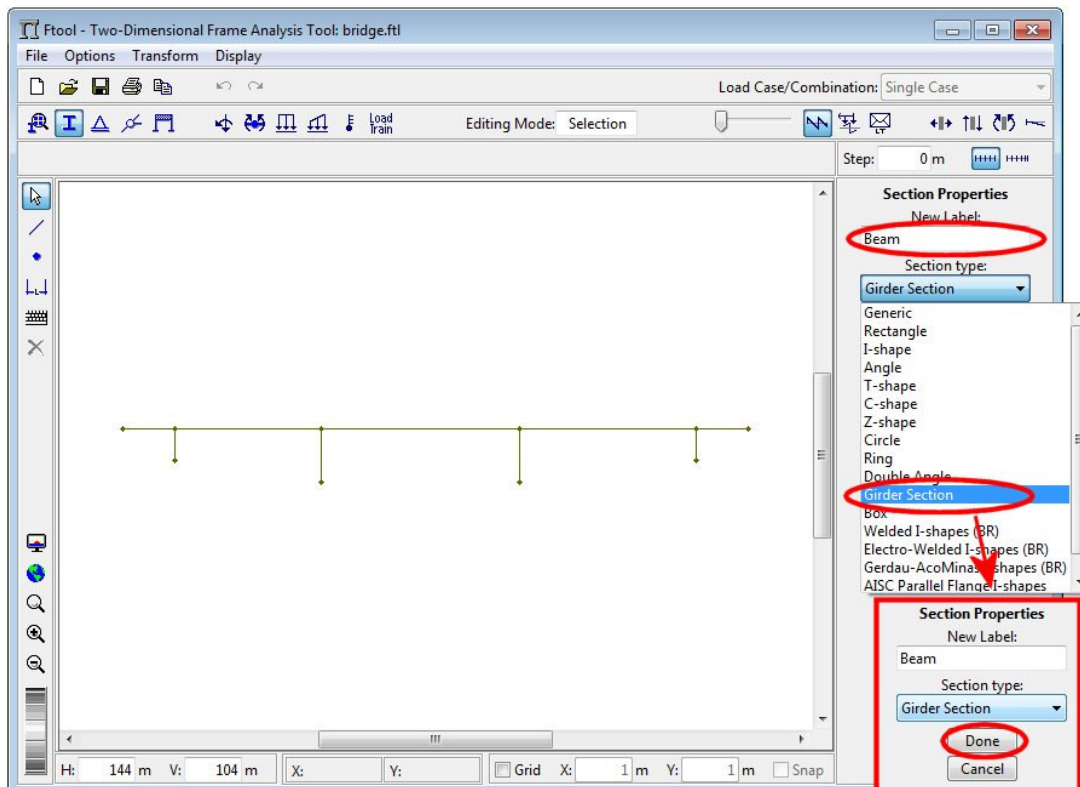 Ftool - Two-Dimensional Frame Analysis Tool: bridge.ftl
File Options Transform Display
Load Case/Combination: Single Case
Load Train
Editing Mode: Selection
Step: 0 m
Section Properties
New Label:
Beam
Section type:
Girder Section
Generic
Rectangle
I-shape
Angle
T-shape
C-shape
Z-shape
Circle
Ring
Double Angle
Girder Section
Box
Welded I-shapes (BR)
Electro-Welded I-shapes (BR)
Gerdau-AcoMinas I-shapes (BR)
AISC Parallel Flange I-shapes
Section Properties
New Label:
Beam
Section type:
Girder Section
Done
Cancel
H: 144 m V: 104 m X: Y: Grid X: 1 m Y: 1 m Snap